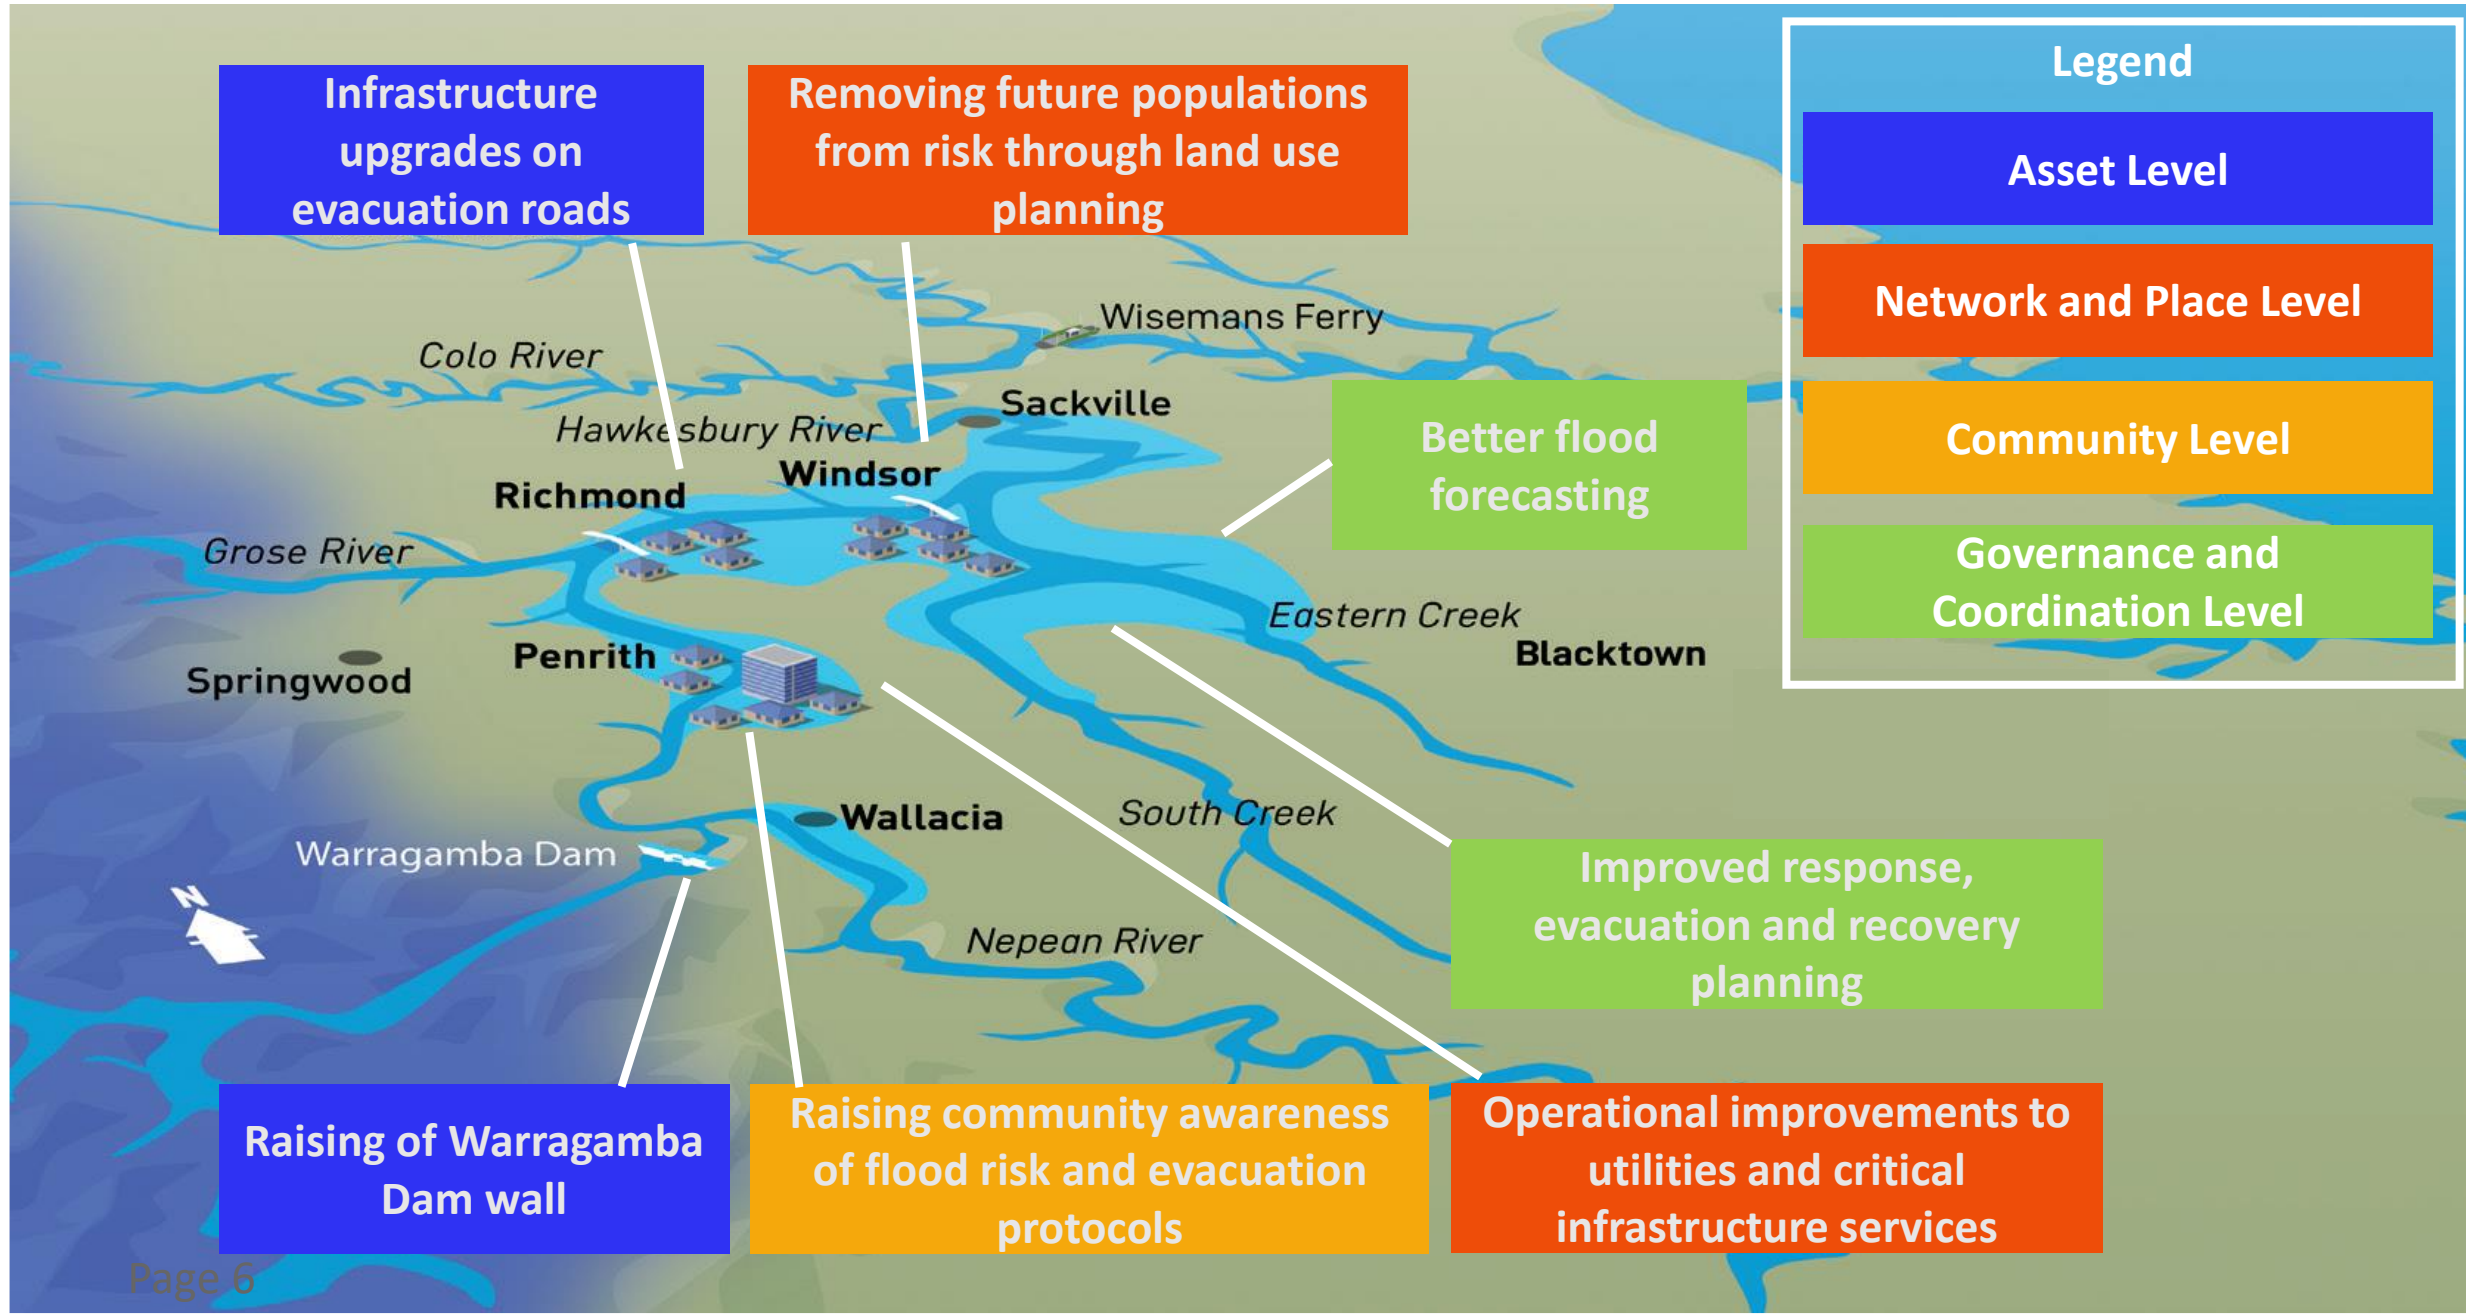 Legend
Infrastructure
upgrades on
evacuation roads
Removing future populations
from risk through land use
planning
Asset Level
Network and Place Level
Community Level
Governance and
Coordination Level
Wisemans Ferry
Colo River
Sackville
Hawkesbury River
Windsor
Richmond
Better flood
forecasting
Grose River
Eastern Creek
Penrith
Blacktown
Springwood
Wallacia
South Creek
Warragamba Dam
N
Nepean River
Improved response,
evacuation and recovery
planning
Raising of Warragamba
Dam wall
Raising community awareness
of flood risk and evacuation
protocols
Operational improvements to
utilities and critical
infrastructure services
Page 6